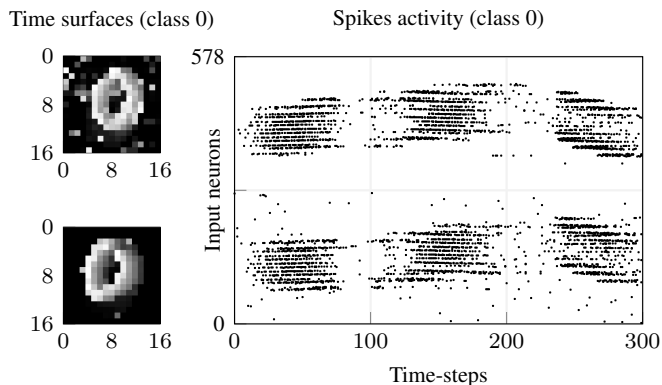 Time surfaces (class 0)
0
8
16
0 8 16
0
8
16
0 8 16
Spikes activity (class 0)
578
Input neurons
0
0 100 200 300
Time-steps